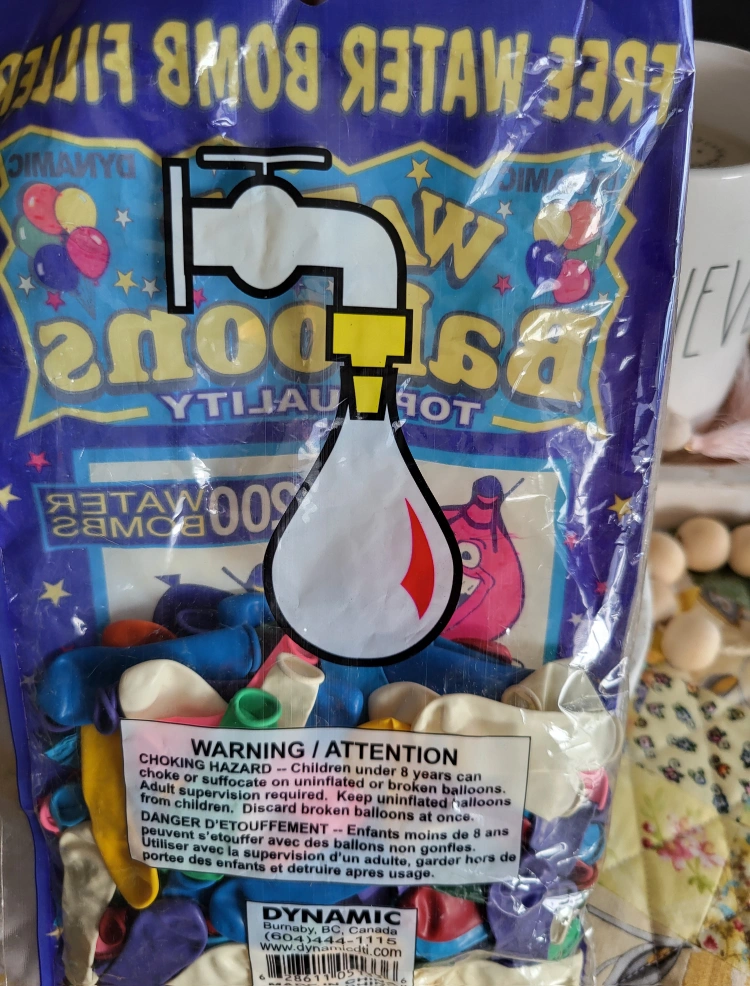 FREE WATER BOMB FILLER
DYNAMIC
DYNAMIC
Balloons
TOP QUALITY
200 WATER
BOMBS
WARNING / ATTENTION
CHOKING HAZARD -- Children under 8 years can
choke or suffocate on uninflated or broken balloons.
Adult supervision required. Keep uninflated balloons
from children. Discard broken balloons at once.
DANGER D'ETOUFFEMENT -- Enfants moins de 8 ans
peuvent s'etouffer avec des ballons non gonfles.
Utiliser avec la supervision d'un adulte, garder hors de
portee des enfants et detruire apres usage.
DYNAMIC
Burnaby, BC, Canada
(604)444-1115
www.dynamicdti.com